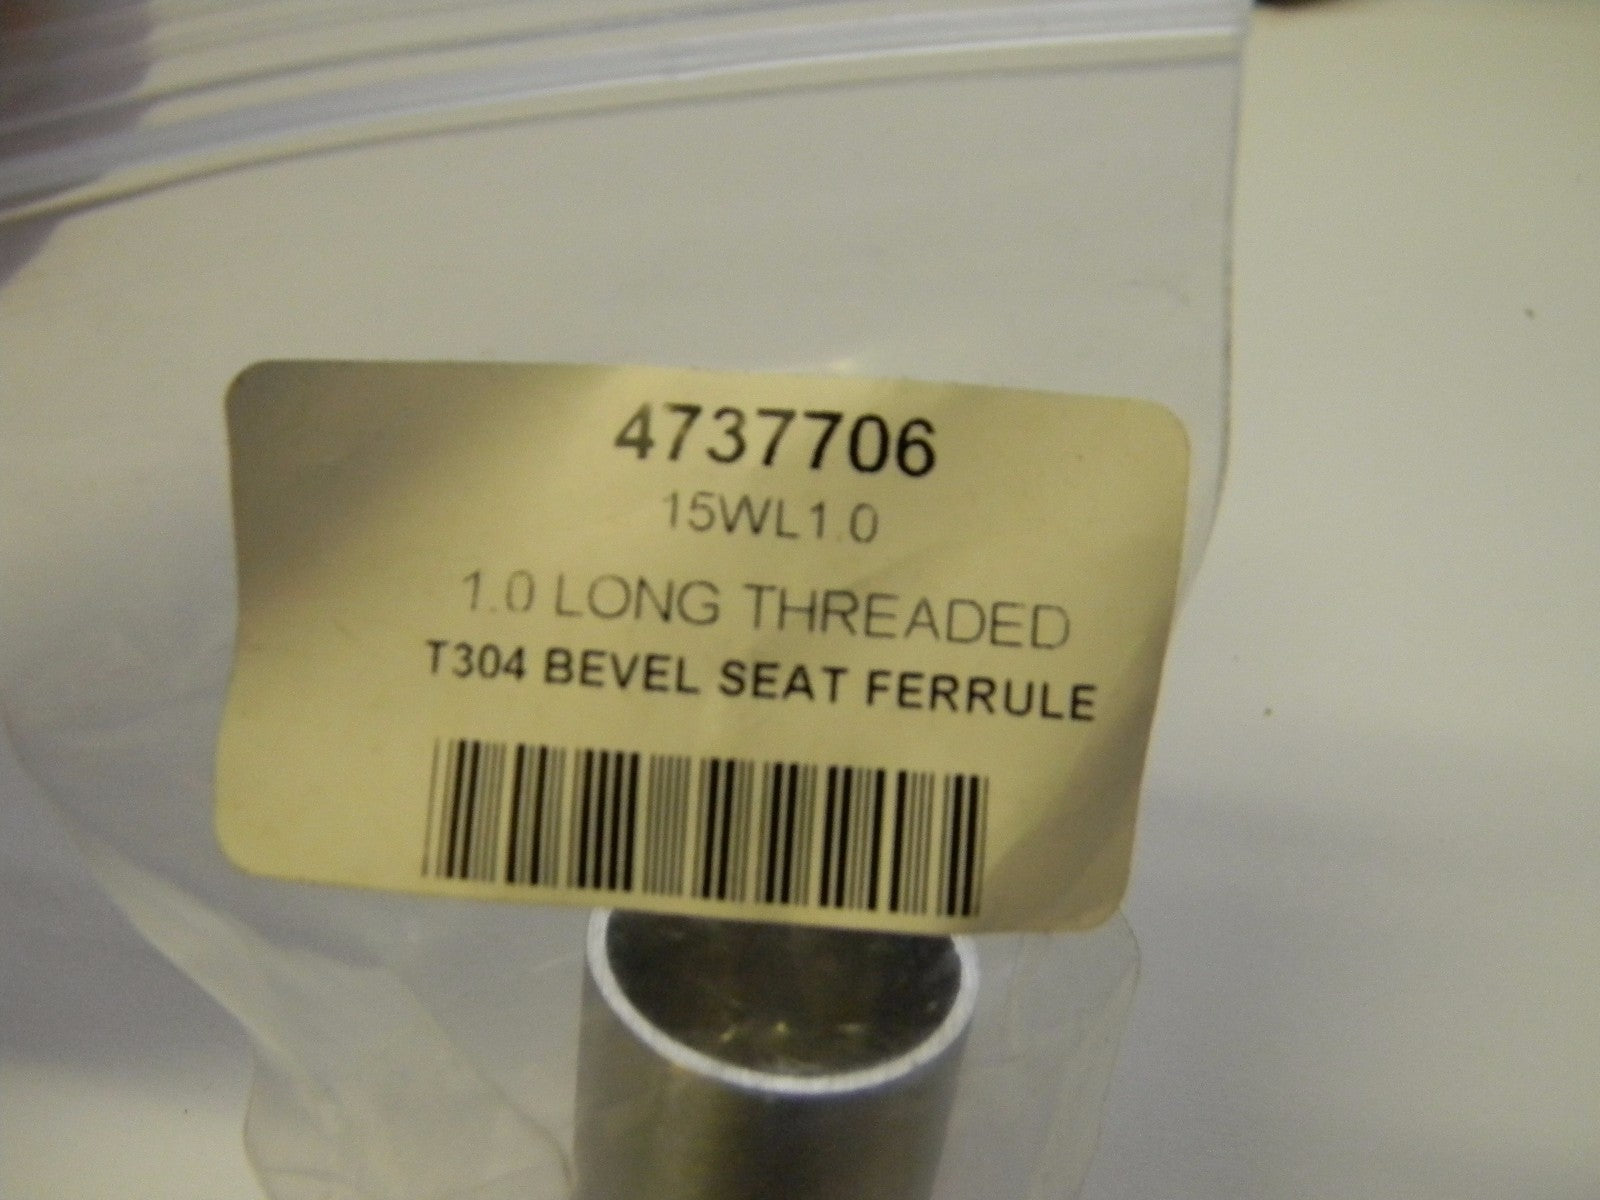 4737706
15WL1.0
1.0 LONG THREADED
T304 BEVEL SEAT FERRULE